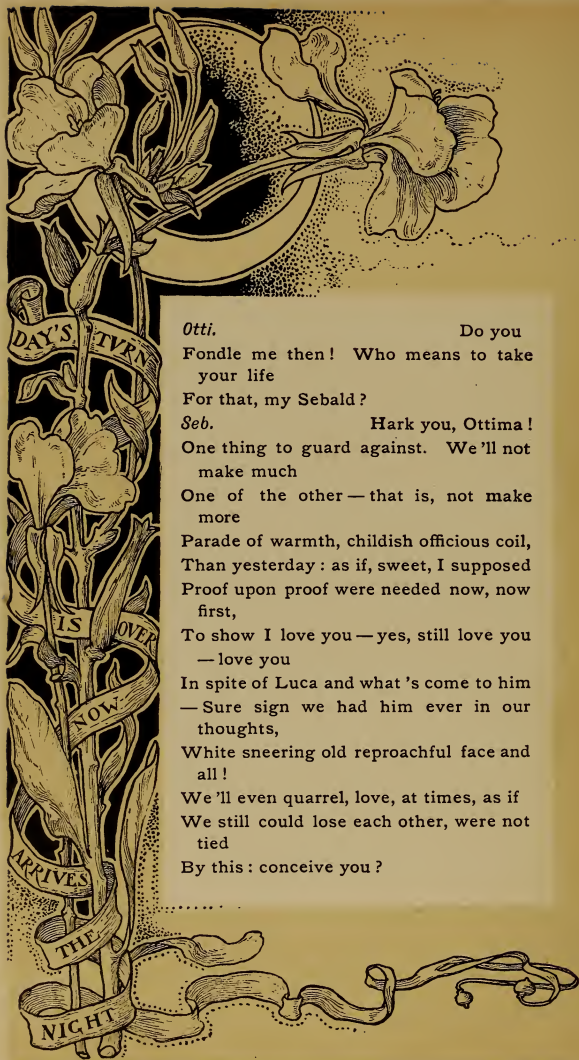 DAY'S TVRN
IS OVER
NOW.
ARRIVES
THE
NIGHT
Otti. Do you
Fondle me then! Who means to take
your life
For that, my Sebald?
Seb. Hark you, Ottima!
One thing to guard against. We'll not
make much
One of the other — that is, not make
more
Parade of warmth, childish officious coil,
Than yesterday: as if, sweet, I supposed
Proof upon proof were needed now, now
first,
To show I love you — yes, still love you
— love you
In spite of Luca and what's come to him
— Sure sign we had him ever in our
thoughts,
White sneering old reproachful face and
all!
We'll even quarrel, love, at times, as if
We still could lose each other, were not
tied
By this: conceive you?